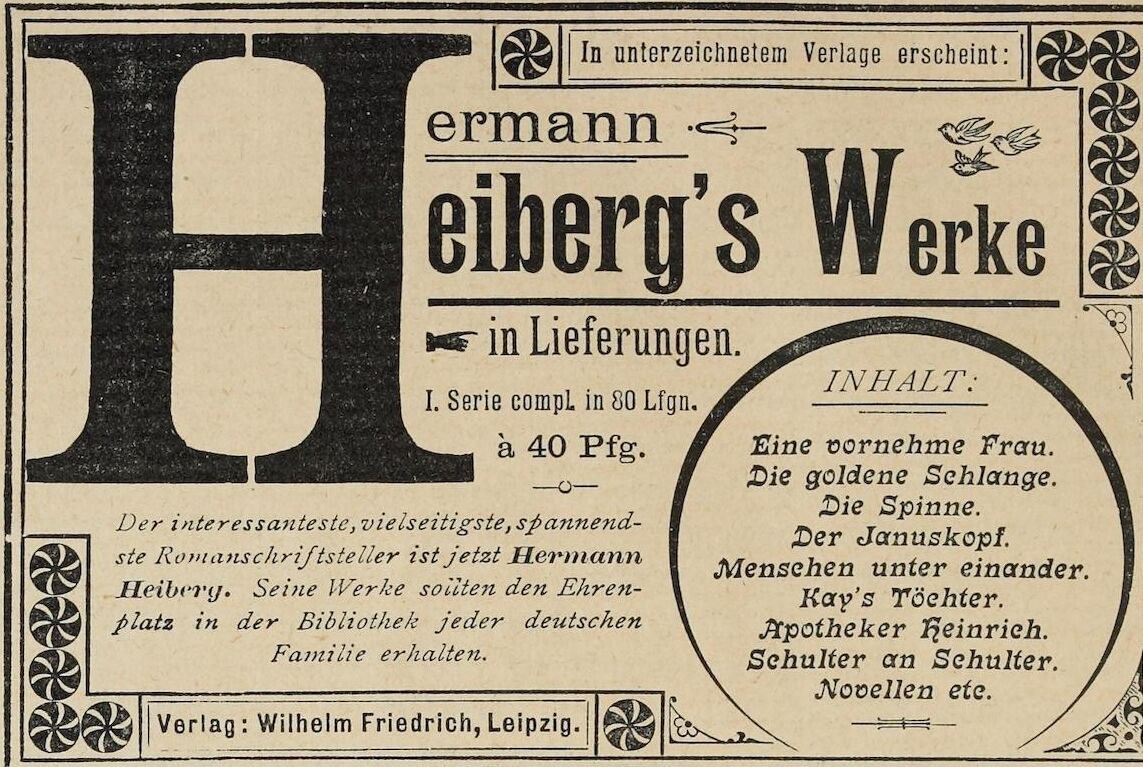 In unterzeichnetem Verlage erscheint:
Hermann
Heiberg's Werke
in Lieferungen.
I. Serie compl. in 80 Lfgn.
à 40 Pfg.
Der interessanteste, vielseitigste, spannend-
ste Romanschriftsteller ist jetzt Hermann
Heiberg. Seine Werke sollten den Ehren-
platz in der Bibliothek jeder deutschen
Familie erhalten.
INHALT:
Eine vornehme Frau.
Die goldene Schlange.
Die Spinne.
Der Januskopf.
Menschen unter einander.
Kay's Töchter.
Apotheker Heinrich.
Schulter an Schulter.
Novellen etc.
Verlag: Wilhelm Friedrich, Leipzig.